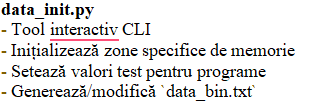 data_init.py
- Tool interactiv CLI
- Inițializează zone specifice de memorie
- Setează valori test pentru programe
- Generează/modifică `data_bin.txt`